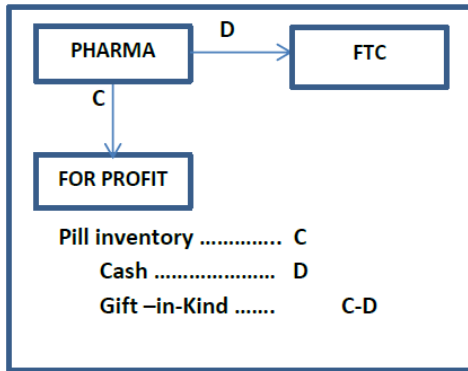 PHARMA D FTC
C
FOR PROFIT
Pill inventory ………….. C
Cash ………………… D
Gift –in-Kind ……. C-D